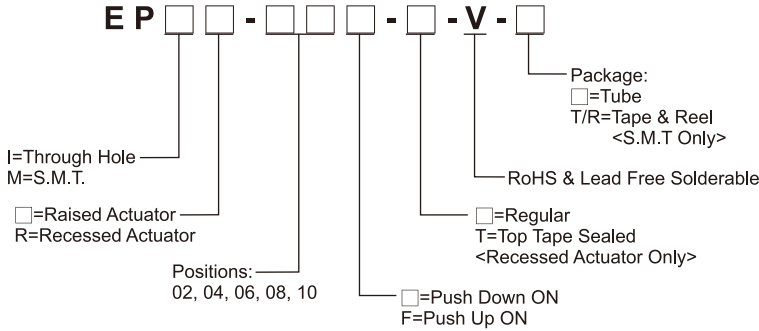 EP□□-□□□-□-V-□
Package:
□=Tube
T/R=Tape & Reel
<S.M.T Only>
I=Through Hole
M=S.M.T.
RoHS & Lead Free Solderable
□=Raised Actuator
R=Recessed Actuator
□=Regular
T=Top Tape Sealed
<Recessed Actuator Only>
Positions:
02, 04, 06, 08, 10
□=Push Down ON
F=Push Up ON